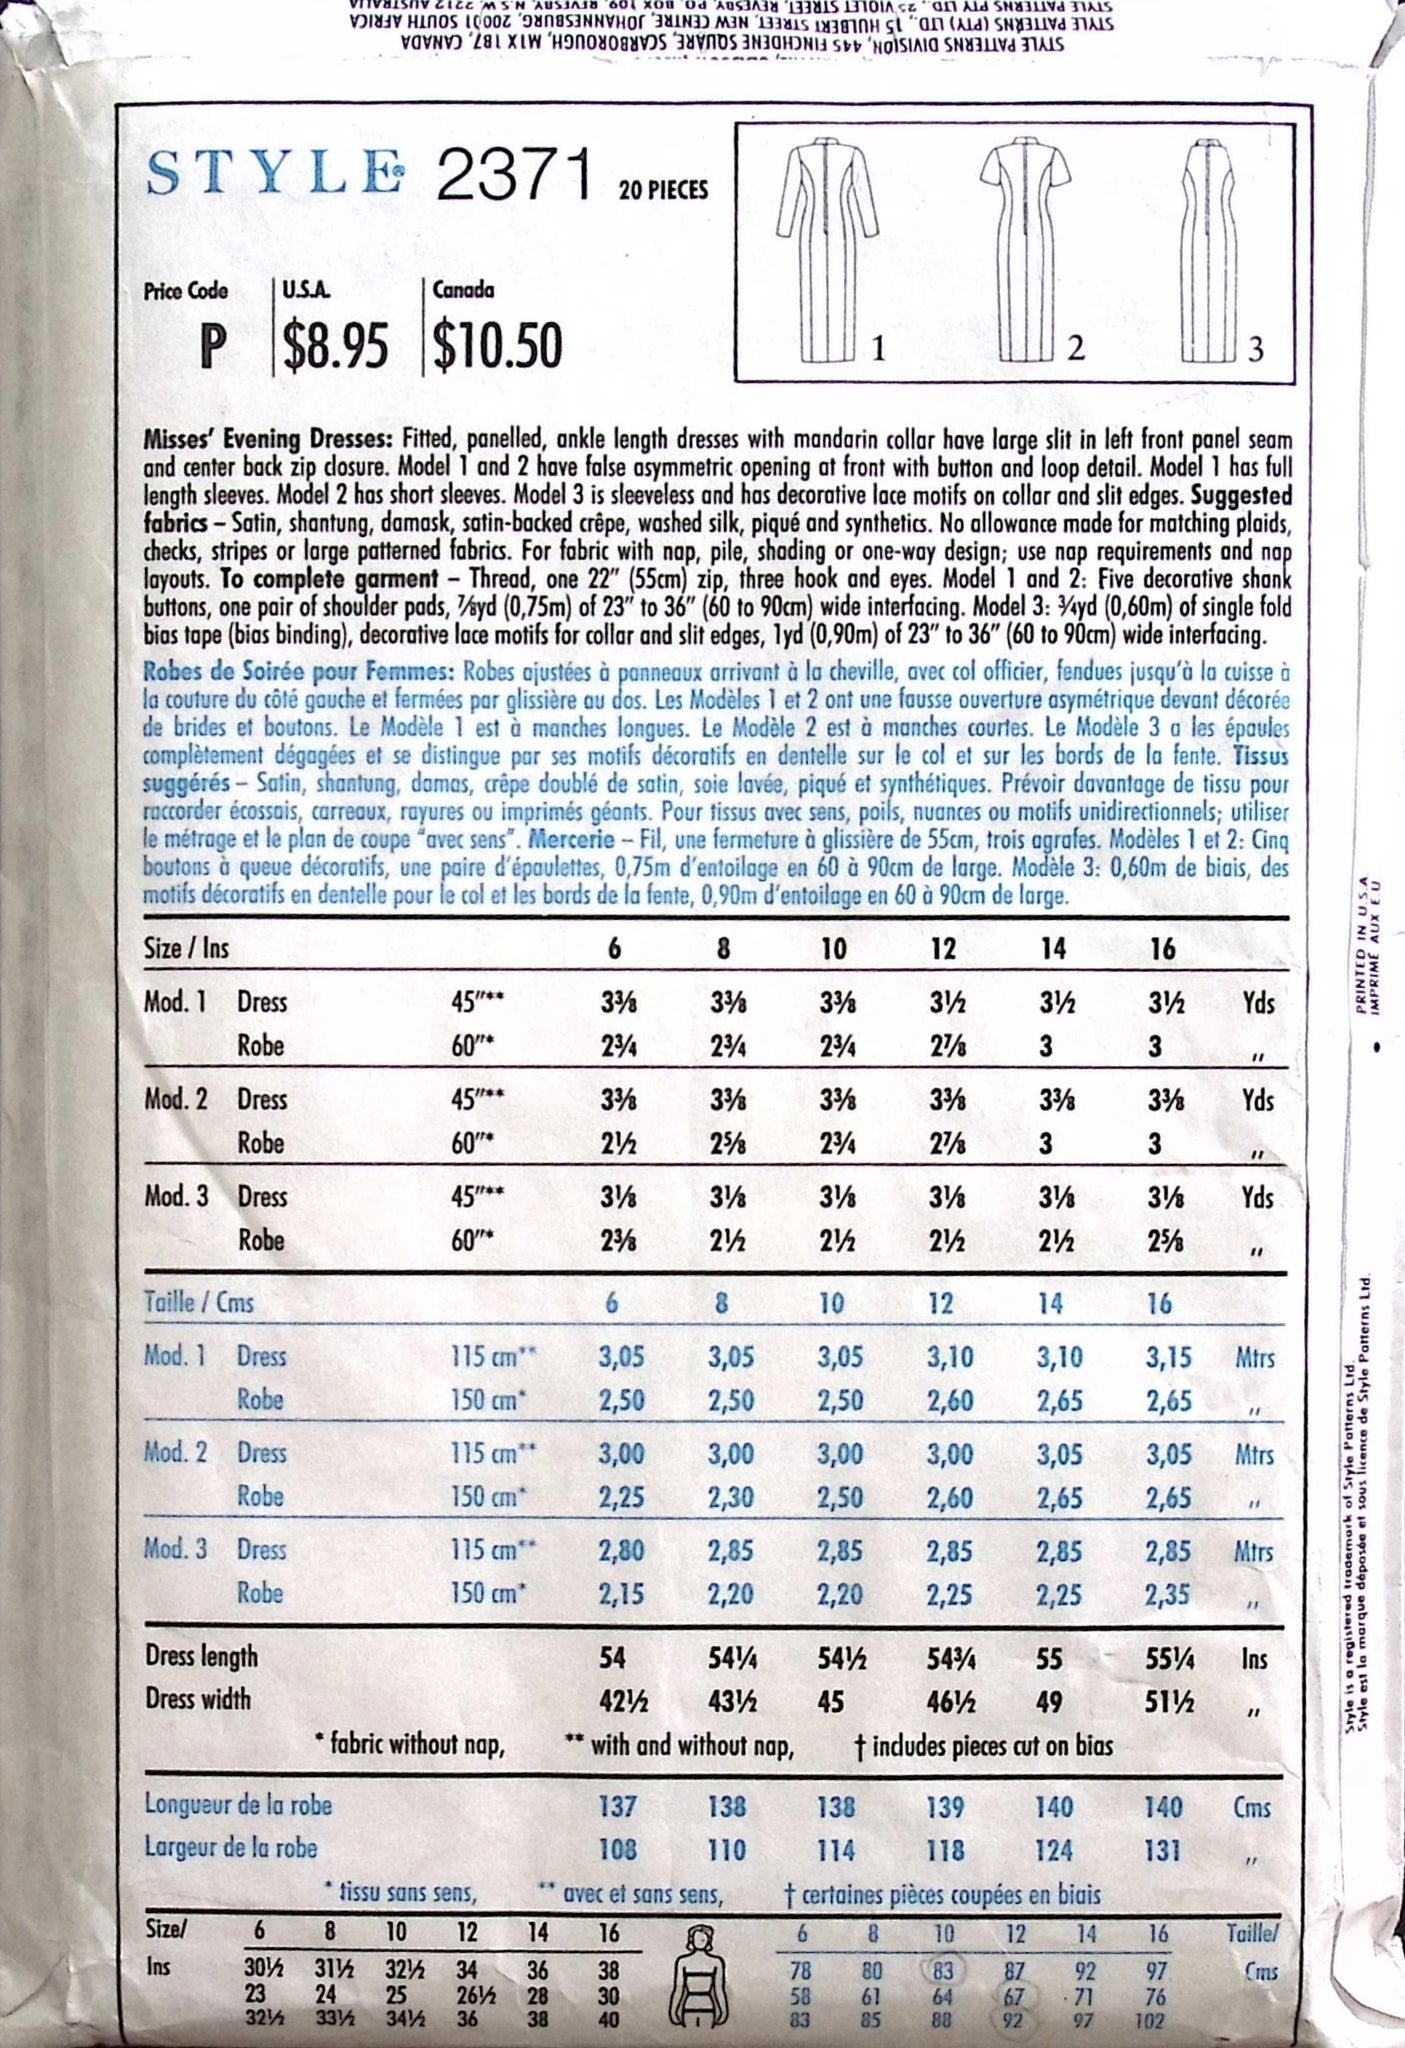 STYLE PATTERNS DIVISION, 445 FINCHDENE SQUARE, SCARBOROUGH, M1X 1B7, CANADA
STYLE PATTERNS (PTY) LTD., 15 HULBERT STREET, NEW CENTRE, JOHANNESBURG, 20001 SOUTH AFRICA
STYLE PATTERNS PTY LTD., 25 VIOLET STREET, REVESBY, PO. BOX 109, REVESBY N.S.W. 2212 AUSTRALIA
STYLE® 2371 20 PIECES
1 2 3
Price Code U.S.A. Canada
P $8.95 $10.50
Misses' Evening Dresses: Fitted, panelled, ankle length dresses with mandarin collar have large slit in left front panel seam
and center back zip closure. Model 1 and 2 have false asymmetric opening at front with button and loop detail. Model 1 has full
length sleeves. Model 2 has short sleeves. Model 3 is sleeveless and has decorative lace motifs on collar and slit edges. Suggested
fabrics – Satin, shantung, damask, satin-backed crêpe, washed silk, piqué and synthetics. No allowance made for matching plaids,
checks, stripes or large patterned fabrics. For fabric with nap, pile, shading or one-way design; use nap requirements and nap
layouts. To complete garment – Thread, one 22" (55cm) zip, three hook and eyes. Model 1 and 2: Five decorative shank
buttons, one pair of shoulder pads, ⅞yd (0,75m) of 23" to 36" (60 to 90cm) wide interfacing. Model 3: ¾yd (0,60m) of single fold
bias tape (bias binding), decorative lace motifs for collar and slit edges, 1yd (0,90m) of 23" to 36" (60 to 90cm) wide interfacing.
Robes de Soirée pour Femmes: Robes ajustées à panneaux arrivant à la cheville, avec col officier, fendues jusqu'à la cuisse à
la couture du côté gauche et fermées par glissière au dos. Les Modèles 1 et 2 ont une fausse ouverture asymétrique devant décorée
de brides et boutons. Le Modèle 1 est à manches longues. Le Modèle 2 est à manches courtes. Le Modèle 3 a les épaules
complètement dégagées et se distingue par ses motifs décoratifs en dentelle sur le col et sur les bords de la fente. Tissus
suggérés – Satin, shantung, damas, crêpe doublé de satin, soie lavée, piqué et synthétiques. Prévoir davantage de tissu pour
raccorder écossais, carreaux, rayures ou imprimés géants. Pour tissus avec sens, poils, nuances ou motifs unidirectionnels; utiliser
le métrage et le plan de coupe "avec sens". Mercerie – Fil, une fermeture à glissière de 55cm, trois agrafes. Modèles 1 et 2: Cinq
boutons à queue décoratifs, une paire d'épaulettes, 0,75m d'entoilage en 60 à 90cm de large. Modèle 3: 0,60m de biais, des
motifs décoratifs en dentelle pour le col et les bords de la fente, 0,90m d'entoilage en 60 à 90cm de large.
Size / Ins 6 8 10 12 14 16
Mod. 1 Dress 45"** 3⅜ 3⅜ 3⅜ 3½ 3½ 3½ Yds
Robe 60"* 2¾ 2¾ 2¾ 2⅞ 3 3 ,,
Mod. 2 Dress 45"** 3⅜ 3⅜ 3⅜ 3⅜ 3⅜ 3⅜ Yds
Robe 60"* 2½ 2⅝ 2¾ 2⅞ 3 3 ,,
Mod. 3 Dress 45"** 3⅛ 3⅛ 3⅛ 3⅛ 3⅛ 3⅛ Yds
Robe 60"* 2⅜ 2½ 2½ 2½ 2½ 2⅝ ,,
Taille / Cms 6 8 10 12 14 16
Mod. 1 Dress 115 cm** 3,05 3,05 3,05 3,10 3,10 3,15 Mtrs
Robe 150 cm* 2,50 2,50 2,50 2,60 2,65 2,65 ,,
Mod. 2 Dress 115 cm** 3,00 3,00 3,00 3,00 3,05 3,05 Mtrs
Robe 150 cm* 2,25 2,30 2,50 2,60 2,65 2,65 ,,
Mod. 3 Dress 115 cm** 2,80 2,85 2,85 2,85 2,85 2,85 Mtrs
Robe 150 cm* 2,15 2,20 2,20 2,25 2,25 2,35 ,,
Dress length 54 54¼ 54½ 54¾ 55 55¼ Ins
Dress width 42½ 43½ 45 46½ 49 51½ ,,
* fabric without nap, ** with and without nap, † includes pieces cut on bias
Longueur de la robe 137 138 138 139 140 140 Cms
Largeur de la robe 108 110 114 118 124 131 ,,
* tissu sans sens, ** avec et sans sens, † certaines pièces coupées en biais
Size/ 6 8 10 12 14 16 6 8 10 12 14 16 Taille/
Ins 30½ 31½ 32½ 34 36 38 78 80 83 87 92 97 Cms
23 24 25 26½ 28 30 58 61 64 67 71 76
32½ 33½ 34½ 36 38 40 83 85 88 92 97 102
PRINTED IN U.S.A
IMPRIMÉ AUX E.U
Style is a registered trademark of Style Patterns Ltd.
Style est la marque déposée et sous licence de Style Patterns Ltd.